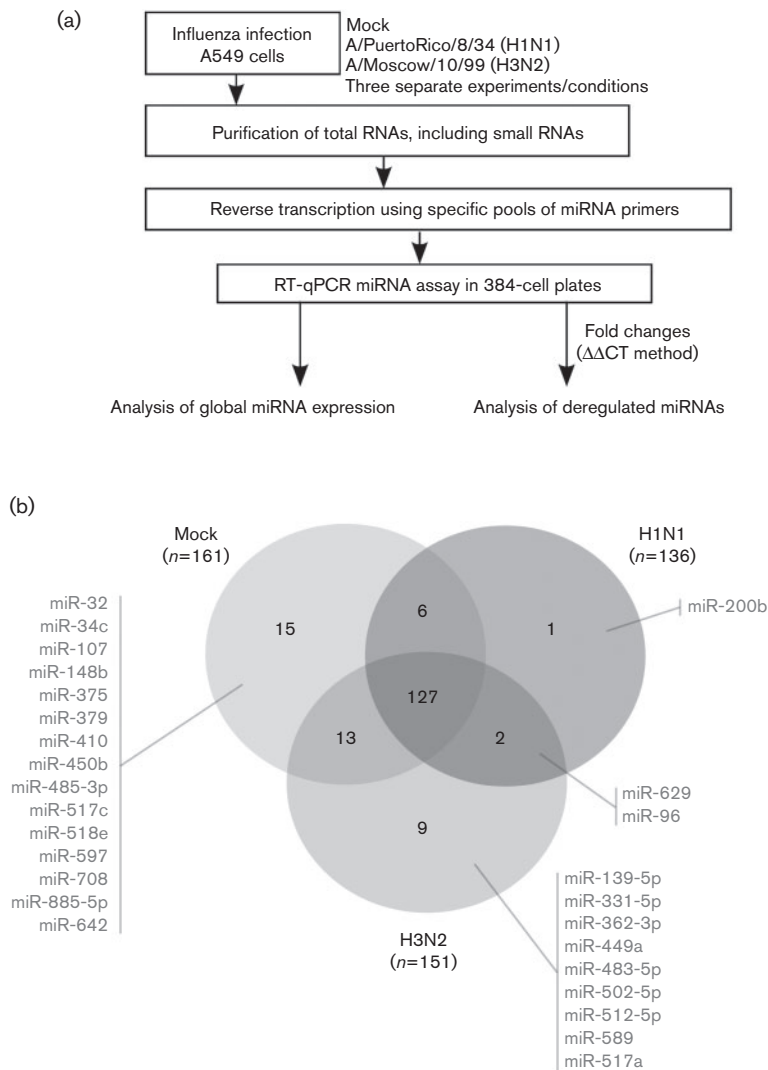 (a)
Influenza infection
A549 cells
Mock
A/PuertoRico/8/34 (H1N1)
A/Moscow/10/99 (H3N2)
Three separate experiments/conditions
Purification of total RNAs, including small RNAs
Reverse transcription using specific pools of miRNA primers
RT-qPCR miRNA assay in 384-cell plates
Fold changes
(ΔΔCT method)
Analysis of global miRNA expression
Analysis of deregulated miRNAs
(b)
Mock
(n=161)
H1N1
(n=136)
miR-32
miR-34c
miR-107
miR-148b
miR-375
miR-379
miR-410
miR-450b
miR-485-3p
miR-517c
miR-518e
miR-597
miR-708
miR-885-5p
miR-642
15
6
1
miR-200b
127
13
2
miR-629
miR-96
9
H3N2
(n=151)
miR-139-5p
miR-331-5p
miR-362-3p
miR-449a
miR-483-5p
miR-502-5p
miR-512-5p
miR-589
miR-517a